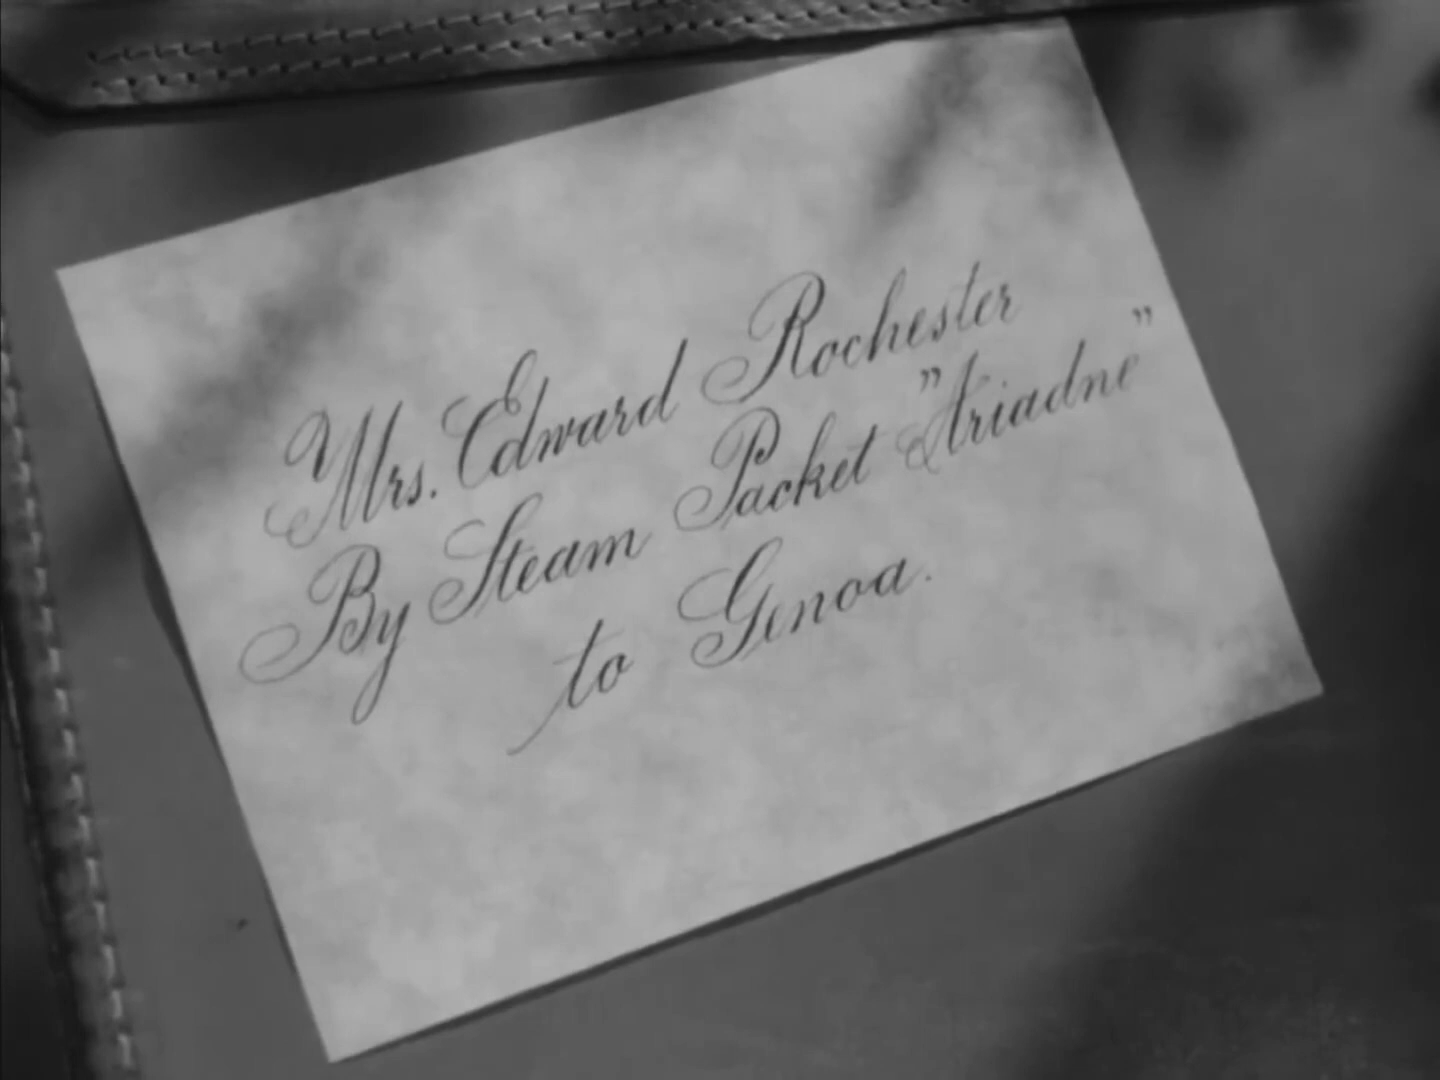 Mrs. Edward Rochester
By Steam Packet "Ariadne"
to Genoa.